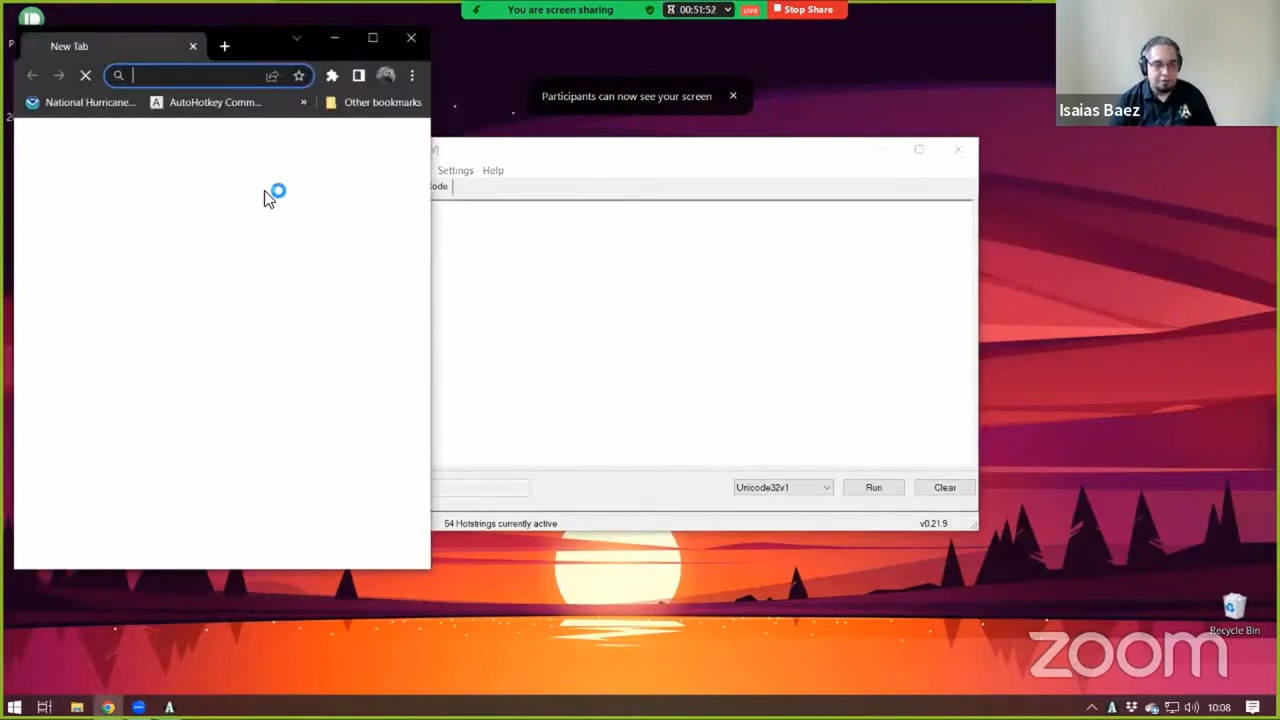 You are screen sharing
00:51:52
LIVE
Stop Share
New Tab
Participants can now see your screen
Isaias Baez
National Hurricane...
A
AutoHotkey Comm...
»
Other bookmarks
Settings Help
ode
Unicode32v1
Run
Clear
54 Hotstrings currently active
v0.21.9
Recycle Bin
zoom
10:08